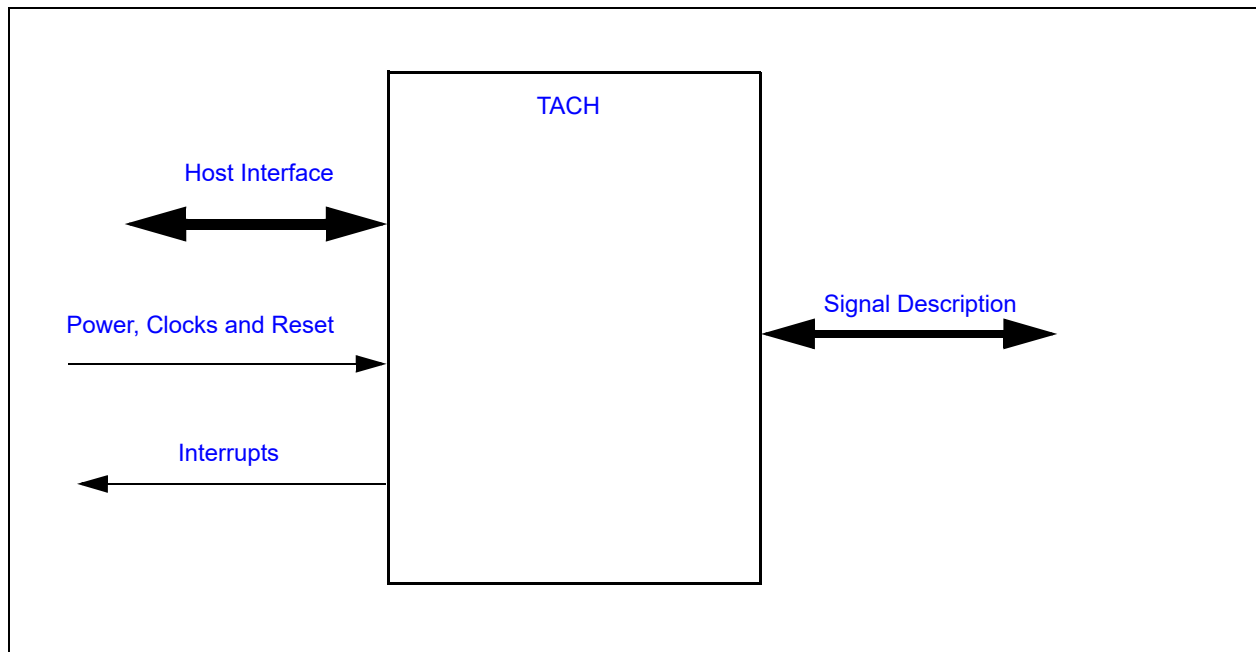 TACH
Host Interface
Signal Description
Power, Clocks and Reset
Interrupts